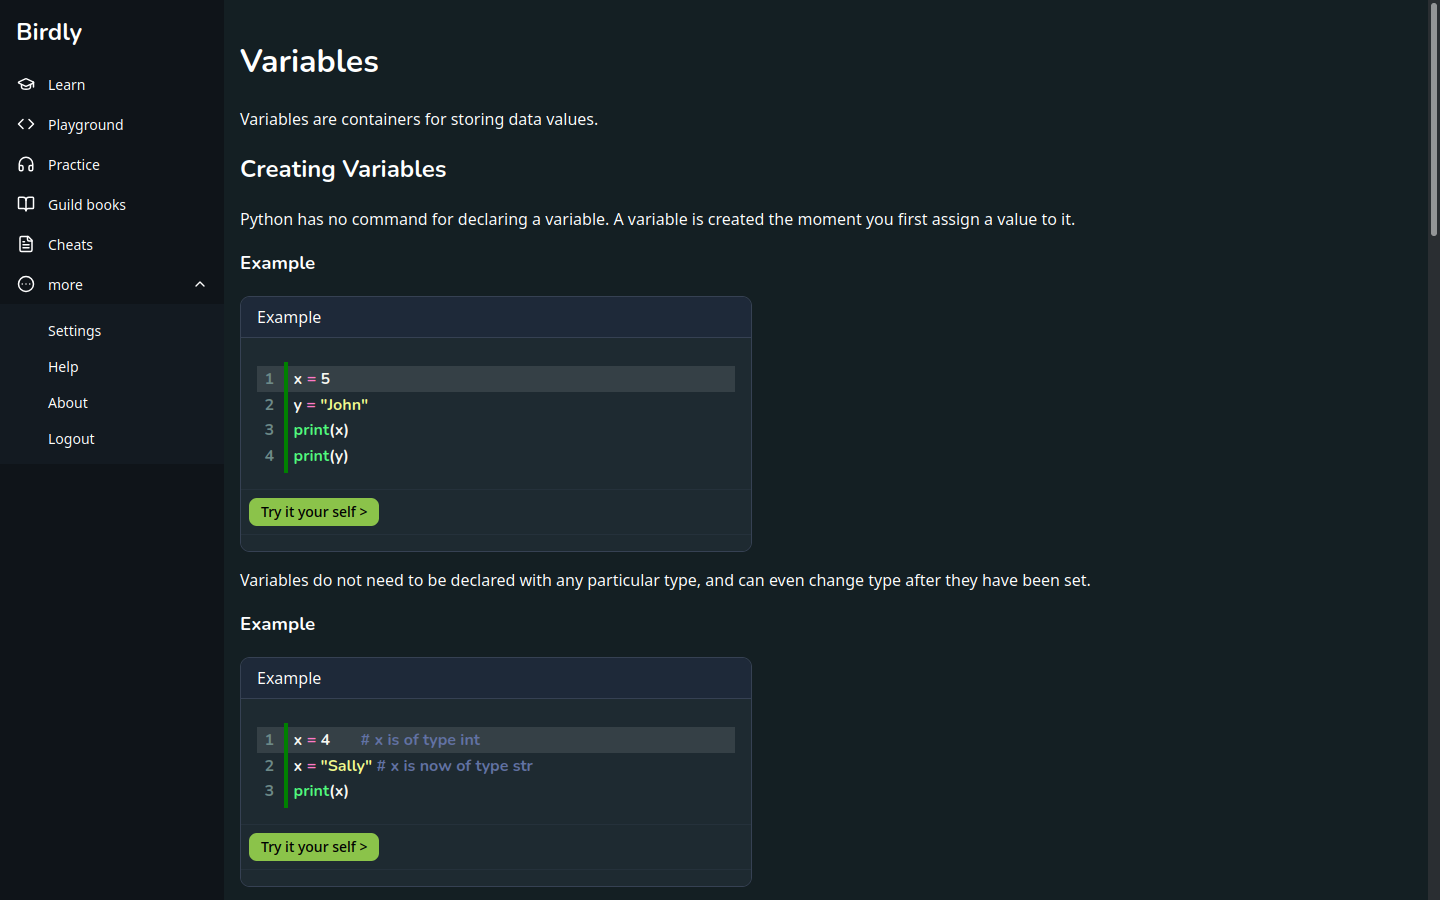 Birdly
Learn
Playground
Practice
Guild books
Cheats
more
Settings
Help
About
Logout
Variables
Variables are containers for storing data values.
Creating Variables
Python has no command for declaring a variable. A variable is created the moment you first assign a value to it.
Example
Example
1 x = 5
2 y = "John"
3 print(x)
4 print(y)
Try it your self >
Variables do not need to be declared with any particular type, and can even change type after they have been set.
Example
Example
1 x = 4 # x is of type int
2 x = "Sally" # x is now of type str
3 print(x)
Try it your self >